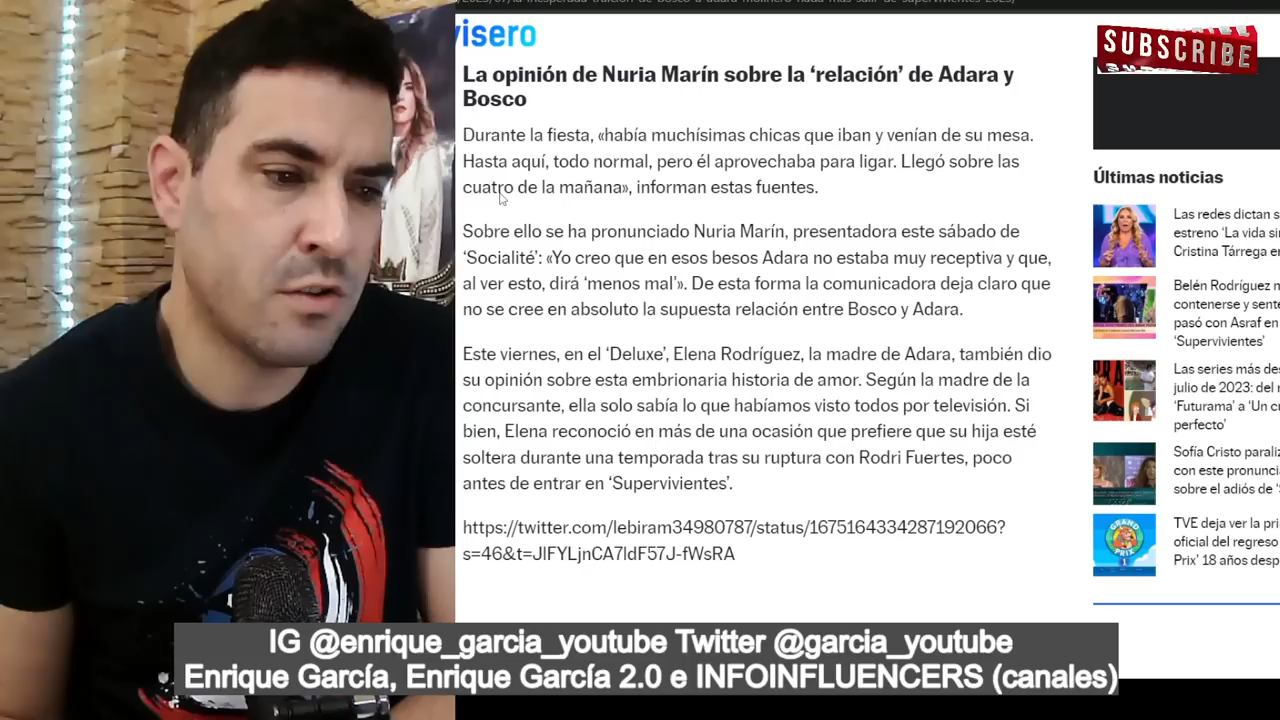 visero
SUBSCRIBE
La opinión de Nuria Marín sobre la ‘relación’ de Adara y
Bosco
Durante la fiesta, «había muchísimas chicas que iban y venían de su mesa.
Hasta aquí, todo normal, pero él aprovechaba para ligar. Llegó sobre las
cuatro de la mañana», informan estas fuentes.
Sobre ello se ha pronunciado Nuria Marín, presentadora este sábado de
‘Socialité’: «Yo creo que en esos besos Adara no estaba muy receptiva y que,
al ver esto, dirá ‘menos mal'». De esta forma la comunicadora deja claro que
no se cree en absoluto la supuesta relación entre Bosco y Adara.
Este viernes, en el ‘Deluxe’, Elena Rodríguez, la madre de Adara, también dio
su opinión sobre esta embrionaria historia de amor. Según la madre de la
concursante, ella solo sabía lo que habíamos visto todos por televisión. Si
bien, Elena reconoció en más de una ocasión que prefiere que su hija esté
soltera durante una temporada tras su ruptura con Rodri Fuertes, poco
antes de entrar en ‘Supervivientes’.
https://twitter.com/lebiram34980787/status/1675164334287192066?
s=46&t=JlFYLjnCA7ldF57J-fWsRA
Últimas noticias
Las redes dictan s
estreno ‘La vida sin
Cristina Tárrega en
Belén Rodríguez
contenerse y sent
pasó con Asraf en
‘Supervivientes’
Las series más des
julio de 2023: del
‘Futurama’ a ‘Un c
perfecto’
Sofía Cristo paraliz
con este pronuncia
sobre el adiós de
TVE deja ver la pri
oficial del regreso
Prix’ 18 años desp
GRAND
PRIX
IG @enrique_garcia_youtube Twitter @garcia_youtube
Enrique García, Enrique García 2.0 e INFOINFLUENCERS (canales)